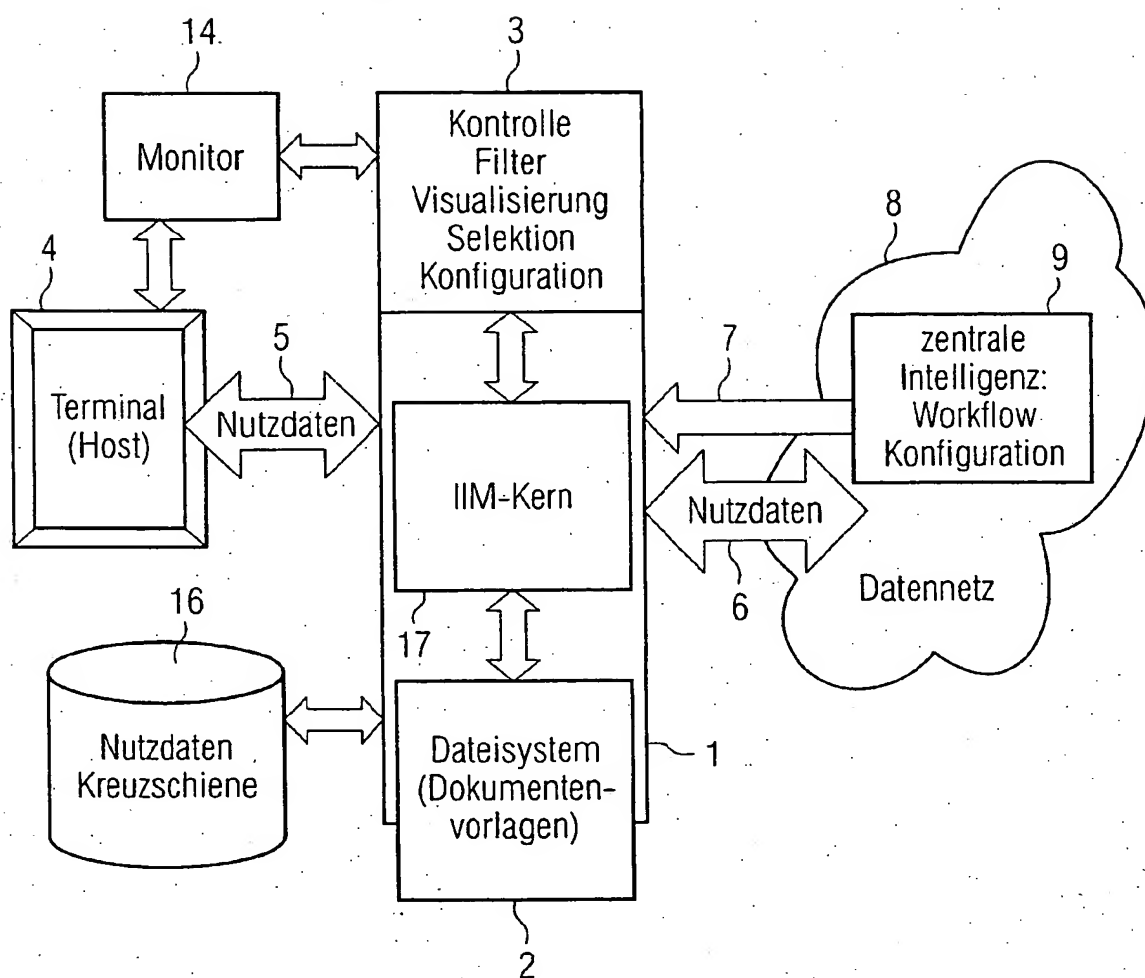 14
3
Monitor
Kontrolle
Filter
Visualisierung
Selektion
Konfiguration
8
9
4
5
7
zentrale
Intelligenz:
Workflow
Konfiguration
Terminal
(Host)
Nutzdaten
IIM-Kern
Nutzdaten
6
Datennetz
16
17
Nutzdaten
Kreuzschiene
Dateisystem
(Dokumenten-
vorlagen)
1
2